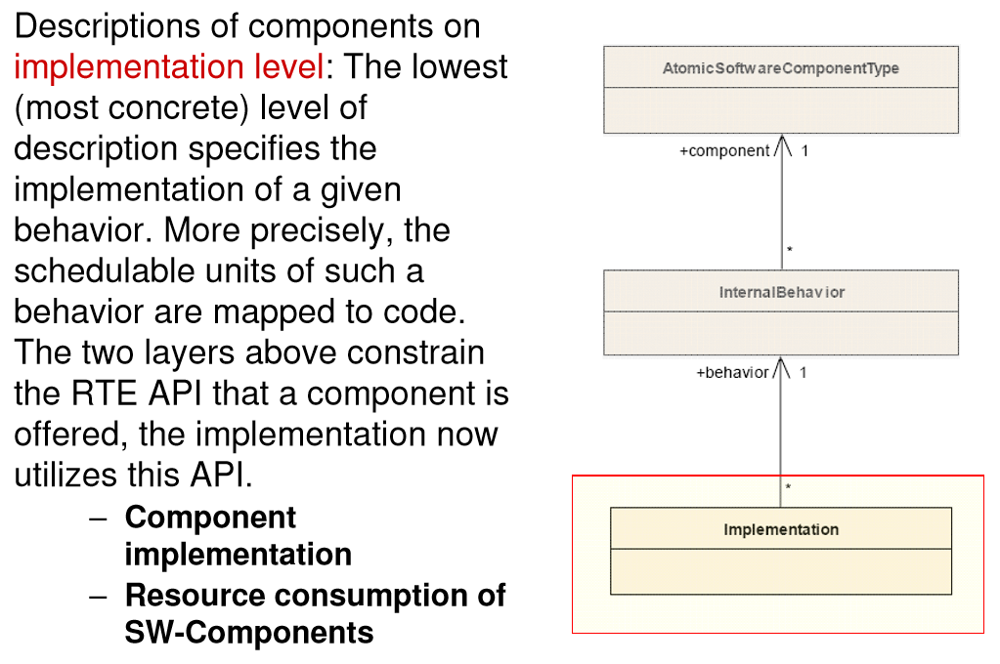 Descriptions of components on
implementation level: The lowest
(most concrete) level of
description specifies the
implementation of a given
behavior. More precisely, the
schedulable units of such a
behavior are mapped to code.
The two layers above constrain
the RTE API that a component is
offered, the implementation now
utilizes this API.
– Component
implementation
– Resource consumption of
SW-Components
AtomicSoftwareComponentType
+component 1
*
InternalBehavior
+behavior 1
*
Implementation